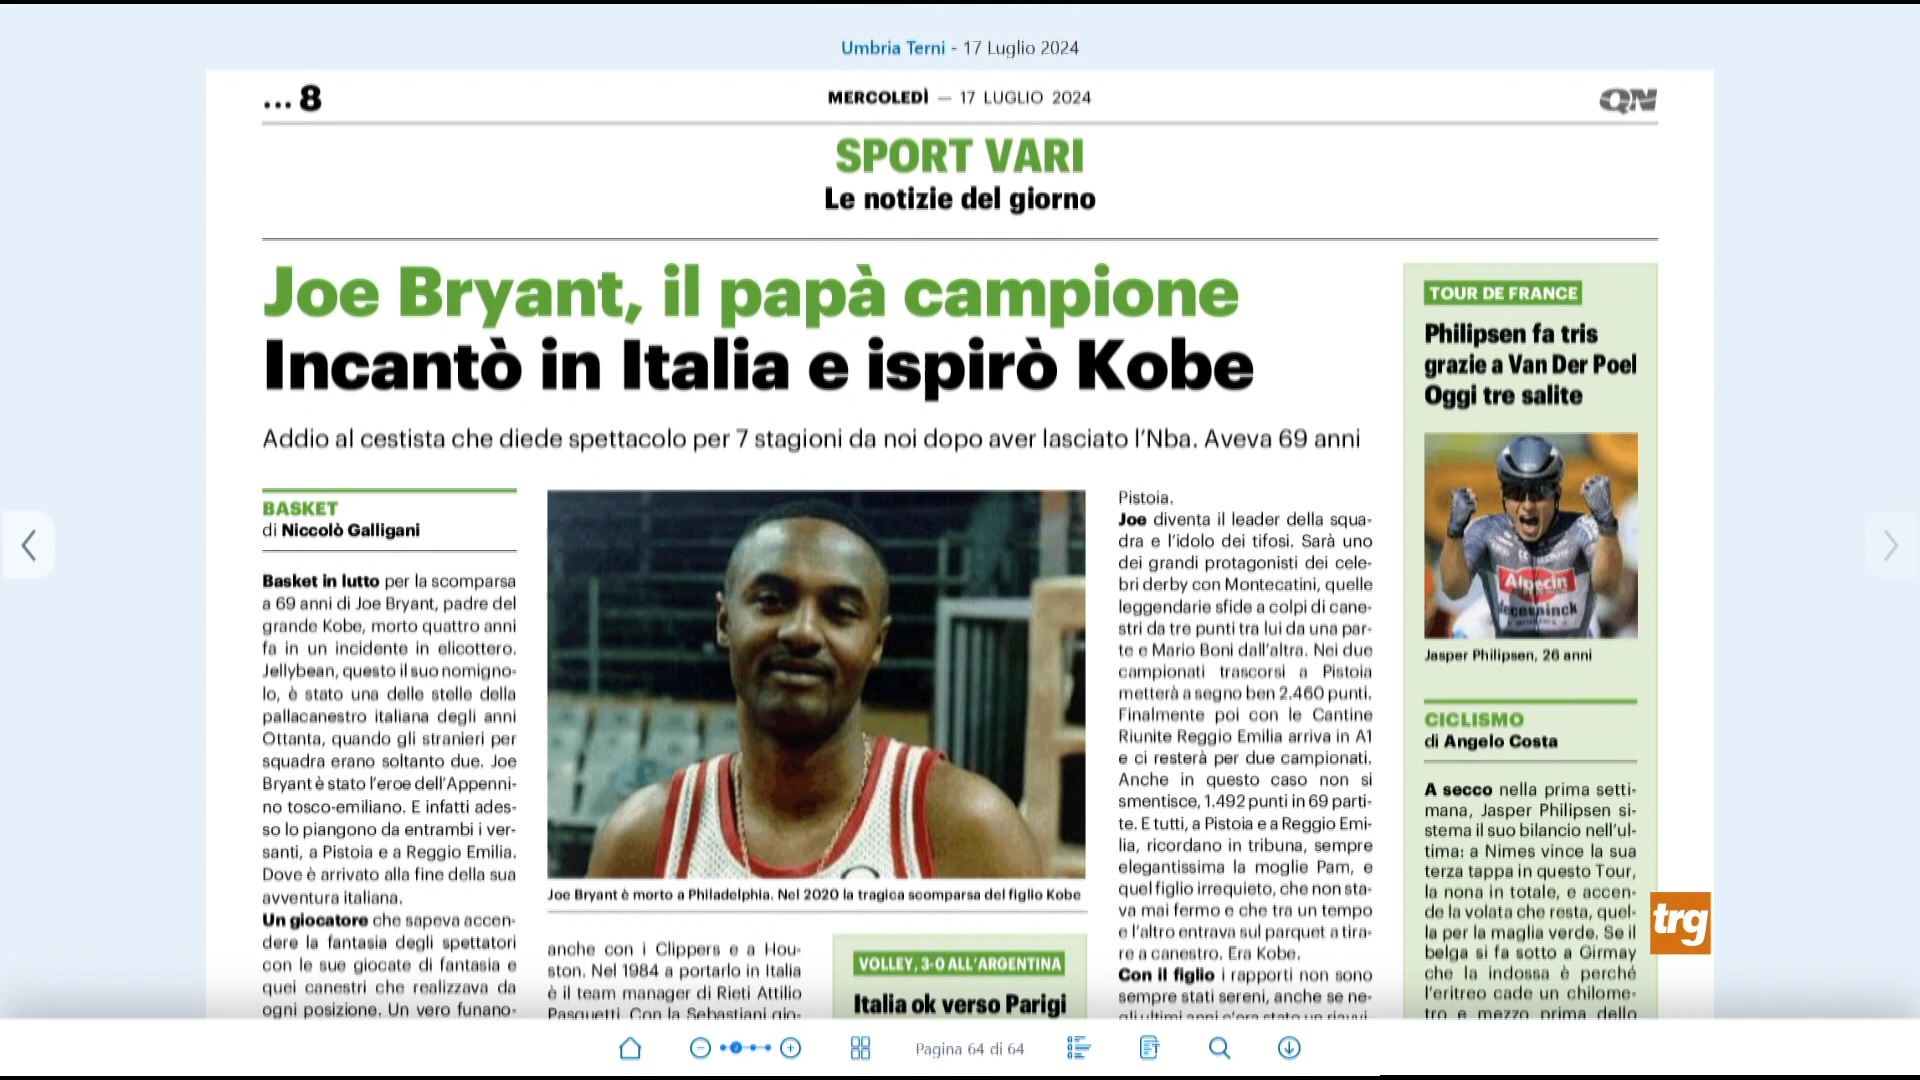 Umbria Terni - 17 Luglio 2024
... 8
MERCOLEDÌ — 17 LUGLIO 2024
QN
SPORT VARI
Le notizie del giorno
Joe Bryant, il papà campione
Incantò in Italia e ispirò Kobe
Addio al cestista che diede spettacolo per 7 stagioni da noi dopo aver lasciato l'Nba. Aveva 69 anni
BASKET
di Niccolò Galligani
Basket in lutto per la scomparsa
a 69 anni di Joe Bryant, padre del
grande Kobe, morto quattro anni
fa in un incidente in elicottero.
Jellybean, questo il suo nomigno-
lo, è stato una delle stelle della
pallacanestro italiana degli anni
Ottanta, quando gli stranieri per
squadra erano soltanto due. Joe
Bryant è stato l'eroe dell'Appenni-
no tosco-emiliano. E infatti ades-
so lo piangono da entrambi i ver-
santi, a Pistoia e a Reggio Emilia.
Dove è arrivato alla fine della sua
avventura italiana.
Un giocatore che sapeva accen-
dere la fantasia degli spettatori
con le sue giocate di fantasia e
quei canestri che realizzava da
ogni posizione. Un vero funano-
Joe Bryant è morto a Philadelphia. Nel 2020 la tragica scomparsa del figlio Kobe
anche con i Clippers e a Hou-
ston. Nel 1984 a portarlo in Italia
è il team manager di Rieti Attilio
Pasquetti. Con la Sebastiani gio-
VOLLEY, 3-0 ALL'ARGENTINA
Italia ok verso Parigi
Pistoia.
Joe diventa il leader della squa-
dra e l'idolo dei tifosi. Sarà uno
dei grandi protagonisti dei cele-
bri derby con Montecatini, quelle
leggendarie sfide a colpi di cane-
stri da tre punti tra lui da una par-
te e Mario Boni dall'altra. Nei due
campionati trascorsi a Pistoia
metterà a segno ben 2.460 punti.
Finalmente poi con le Cantine
Riunite Reggio Emilia arriva in A1
e ci resterà per due campionati.
Anche in questo caso non si
smentisce, 1.492 punti in 69 parti-
te. E tutti, a Pistoia e a Reggio Emi-
lia, ricordano in tribuna, sempre
elegantissima la moglie Pam, e
quel figlio irrequieto, che non sta-
va mai fermo e che tra un tempo
e l'altro entrava sul parquet a tira-
re a canestro. Era Kobe.
Con il figlio i rapporti non sono
sempre stati sereni, anche se ne-
gli ultimi anni c'era stato un riavvi-
TOUR DE FRANCE
Philipsen fa tris
grazie a Van Der Poel
Oggi tre salite
Alpecin
deceuninck
Jasper Philipsen, 26 anni
CICLISMO
di Angelo Costa
A secco nella prima setti-
mana, Jasper Philipsen si-
stema il suo bilancio nell'ul-
tima: a Nimes vince la sua
terza tappa in questo Tour,
la nona in totale, e accen-
de la volata che resta, quel-
la per la maglia verde. Se il
belga si fa sotto a Girmay
che la indossa è perché
l'eritreo cade un chilome-
tro e mezzo prima dello
trg
Pagina 64 di 64